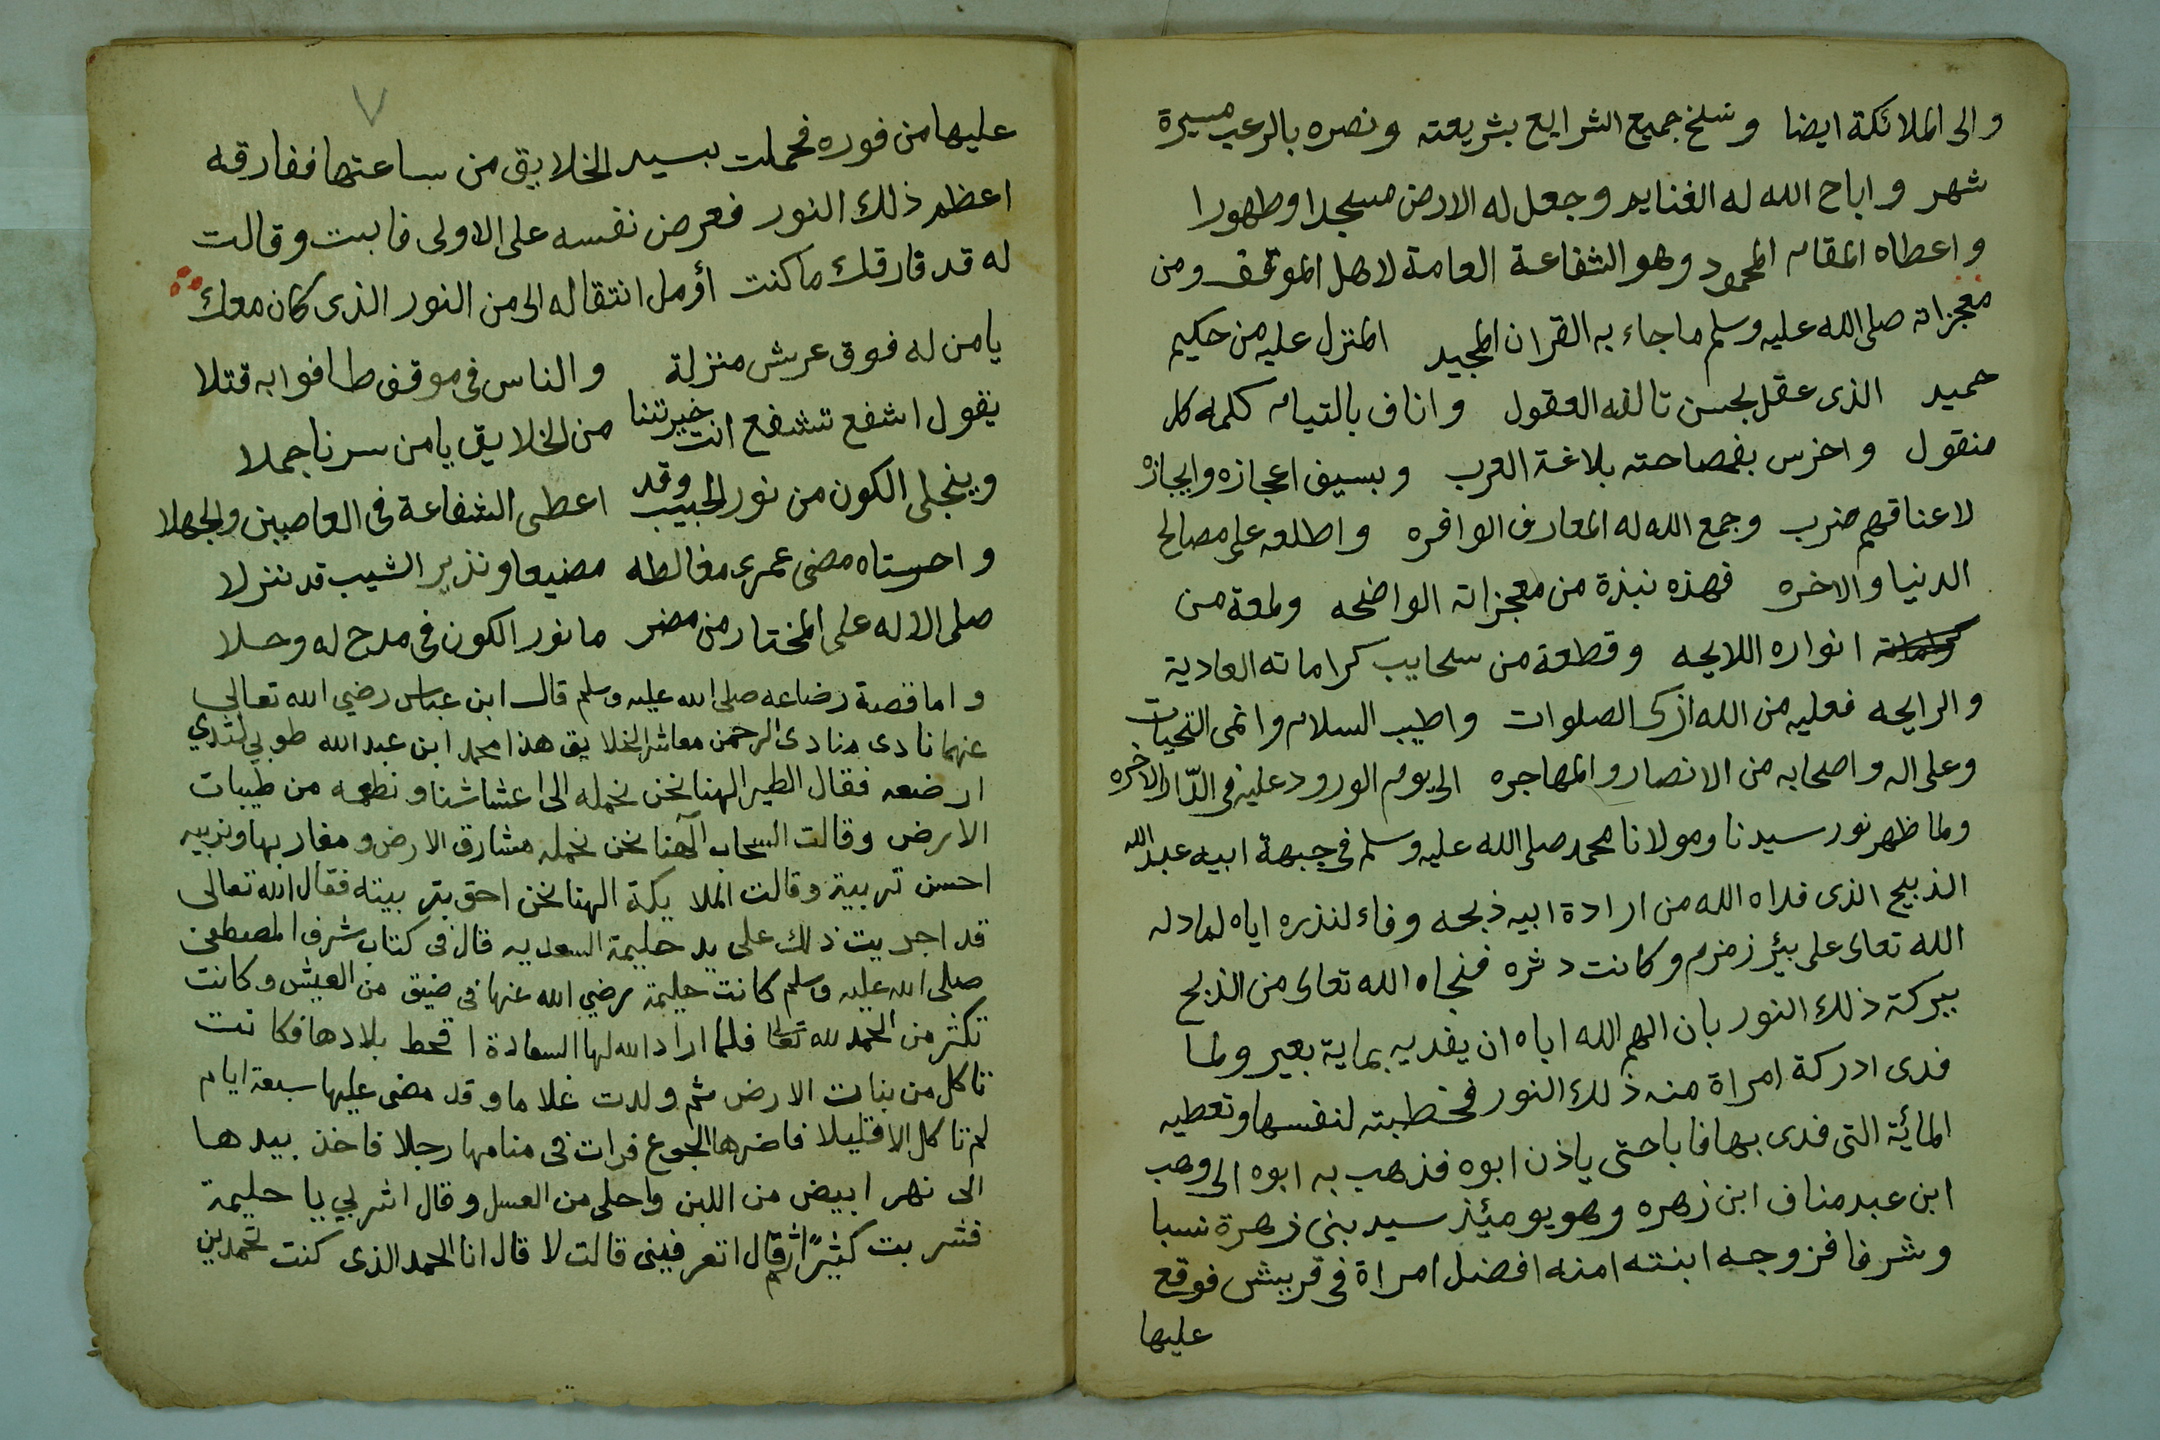 والى الملائكة ايضا ونسخ جميع الشرايع بشريعته ونصره بالرعب مسيرة
شهر واباح الله له الغنايم وجعل له الارض مسجدا وطهورا
واعطاه المقام المحمود وهو الشفاعة العامة لاهل الموقف ومن
معجزاته صلى الله عليه وسلم ما جاء به القران المجيد المنزل عليه من حكيم
حميد الذى عقل بحسن تالفه العقول واناف بالتيام كلمه كل
منقول واخرس بفصاحته بلاغة العرب وبسيف اعجازه وايجازه
لاعناقهم ضرب وجمع الله له المعارف الوافره واطلعه على مصالح
الدنيا والاخره فهذه نبذة من معجزاته الواضحه ولمعة من
انواره اللايحه وقطعة من سحايب كراماته الغادية
والرايحه فعليه من الله ازكى الصلوات واطيب السلام وانمى التحيات
وعلى اله واصحابه من الانصار والمهاجره الى يوم الورود عليه فى الدّار الاخره
ولما ظهر نور سيدنا ومولانا محمد صلى الله عليه وسلم فى جبهة ابيه عبد الله
الذبيح الذى فداه الله من ارادة ابيه ذبحه وفاء لنذره اياه لما دله
الله تعالى على بئر زمزم وكانت دثره فنجاه الله تعالى من الذبح
ببركة ذلك النور بان الهم الله اباه ان يفديه بماية بعير ولما
فدى ادركة امراة منه ذلك النور فخطبته لنفسها وتعطيه
المائة التى فدى بها فابا حتى ياذن ابوه فذهب به ابوه الى وهب
ابن عبد مناف ابن زهره وهو يومئذ سيد بنى زهرة نسبا
وشرفا فزوجه ابنته امنه افضل امراة فى قريش فوقع
عليها
عليها من فوره فحملت بسيد الخلايق من ساعتها ففارقه
اعظم ذلك النور فعرض نفسه على الاولى فابت وقالت
له قد فارقك ما كنت أؤمل انتقاله الى من النور الذى كان معك
يا من له فوق عرش منزلة والناس فى موقف طافوا به قتلا
يقول اشفع تشفع انت خيرتنا من الخلايق يا من سرنا جملا
وينجلى الكون من نور الحبيب وقد اعطى الشفاعة فى العاصين والجهلا
واحسرتاه مضى عمرى مغالطه مضيعا ونذير الشيب قد نزلا
صلى الاله على المختار من مضر ما نور الكون فى مدح له وحلا
واما قصة رضاعه صلى الله عليه وسلم قال ابن عباس رضي الله تعالى
عنهما نادى منادى الرحمن معاشر الخلايق هذا محمد ابن عبد الله طوبى لثدي
ارضعه فقال الطير الهنا نحن نحمله الى اعشاشنا ونطعمه من طيبات
الارض وقالت السحاب آلهنا نحن نحمله مشارق الارض ومغاربها ونربيه
احسن تربية وقالت الملايكة الهنا نحن احق بتربيته فقال الله تعالى
قد اجريت ذلك على يد حليمة السعديه قال فى كتاب شرف المصطفى
صلى الله عليه وسلم كانت حليمة رضي الله عنها فى ضيق من العيش وكانت
تكثر من الحمد لله تعالى فلما اراد الله لها السعادة اقحط بلادها فكانت
تاكل من بنات الارض ثم ولدت غلاما وقد مضى عليها سبعة ايام
لم تاكل الا قليلا فاضرها الجوع فرات فى منامها رجلا فاخذ بيدها
الى نهر ابيض من اللبن واحلى من العسل وقال اشربي يا حليمة
فشربت كثيرًا ثم قال اتعرفينى قالت لا قال انا الحمد الذى كنت تحمدين